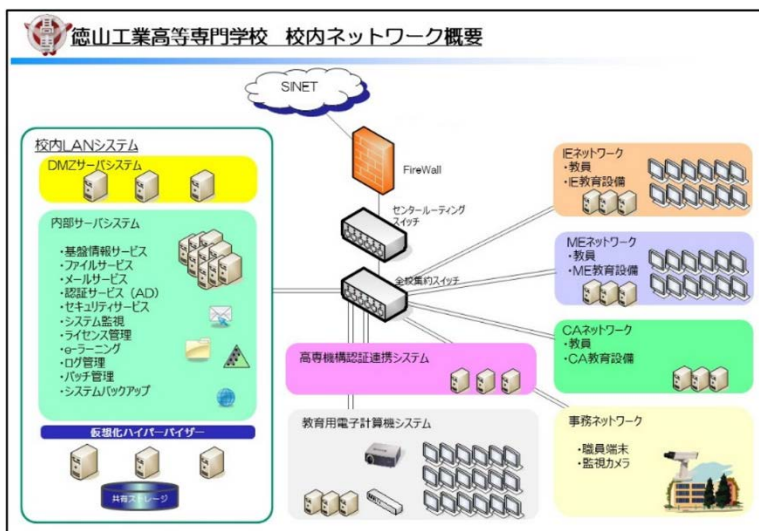 徳山工業高等専門学校 校内ネットワーク概要
SINET
FireWall
センタールーティング
スイッチ
全校集約スイッチ
校内LANシステム
DMZサーバシステム
内部サーバシステム
・基盤情報サービス
・ファイルサービス
・メールサービス
・認証サービス（AD）
・セキュリティサービス
・システム監視
・ライセンス管理
・e-ラーニング
・ログ管理
・パッチ管理
・システムバックアップ
仮想化ハイパーバイザー
共有ストレージ
高専機構認証連携システム
教育用電子計算機システム
IEネットワーク
・教員
・IE教育設備
MEネットワーク
・教員
・ME教育設備
CAネットワーク
・教員
・CA教育設備
事務ネットワーク
・職員端末
・監視カメラ